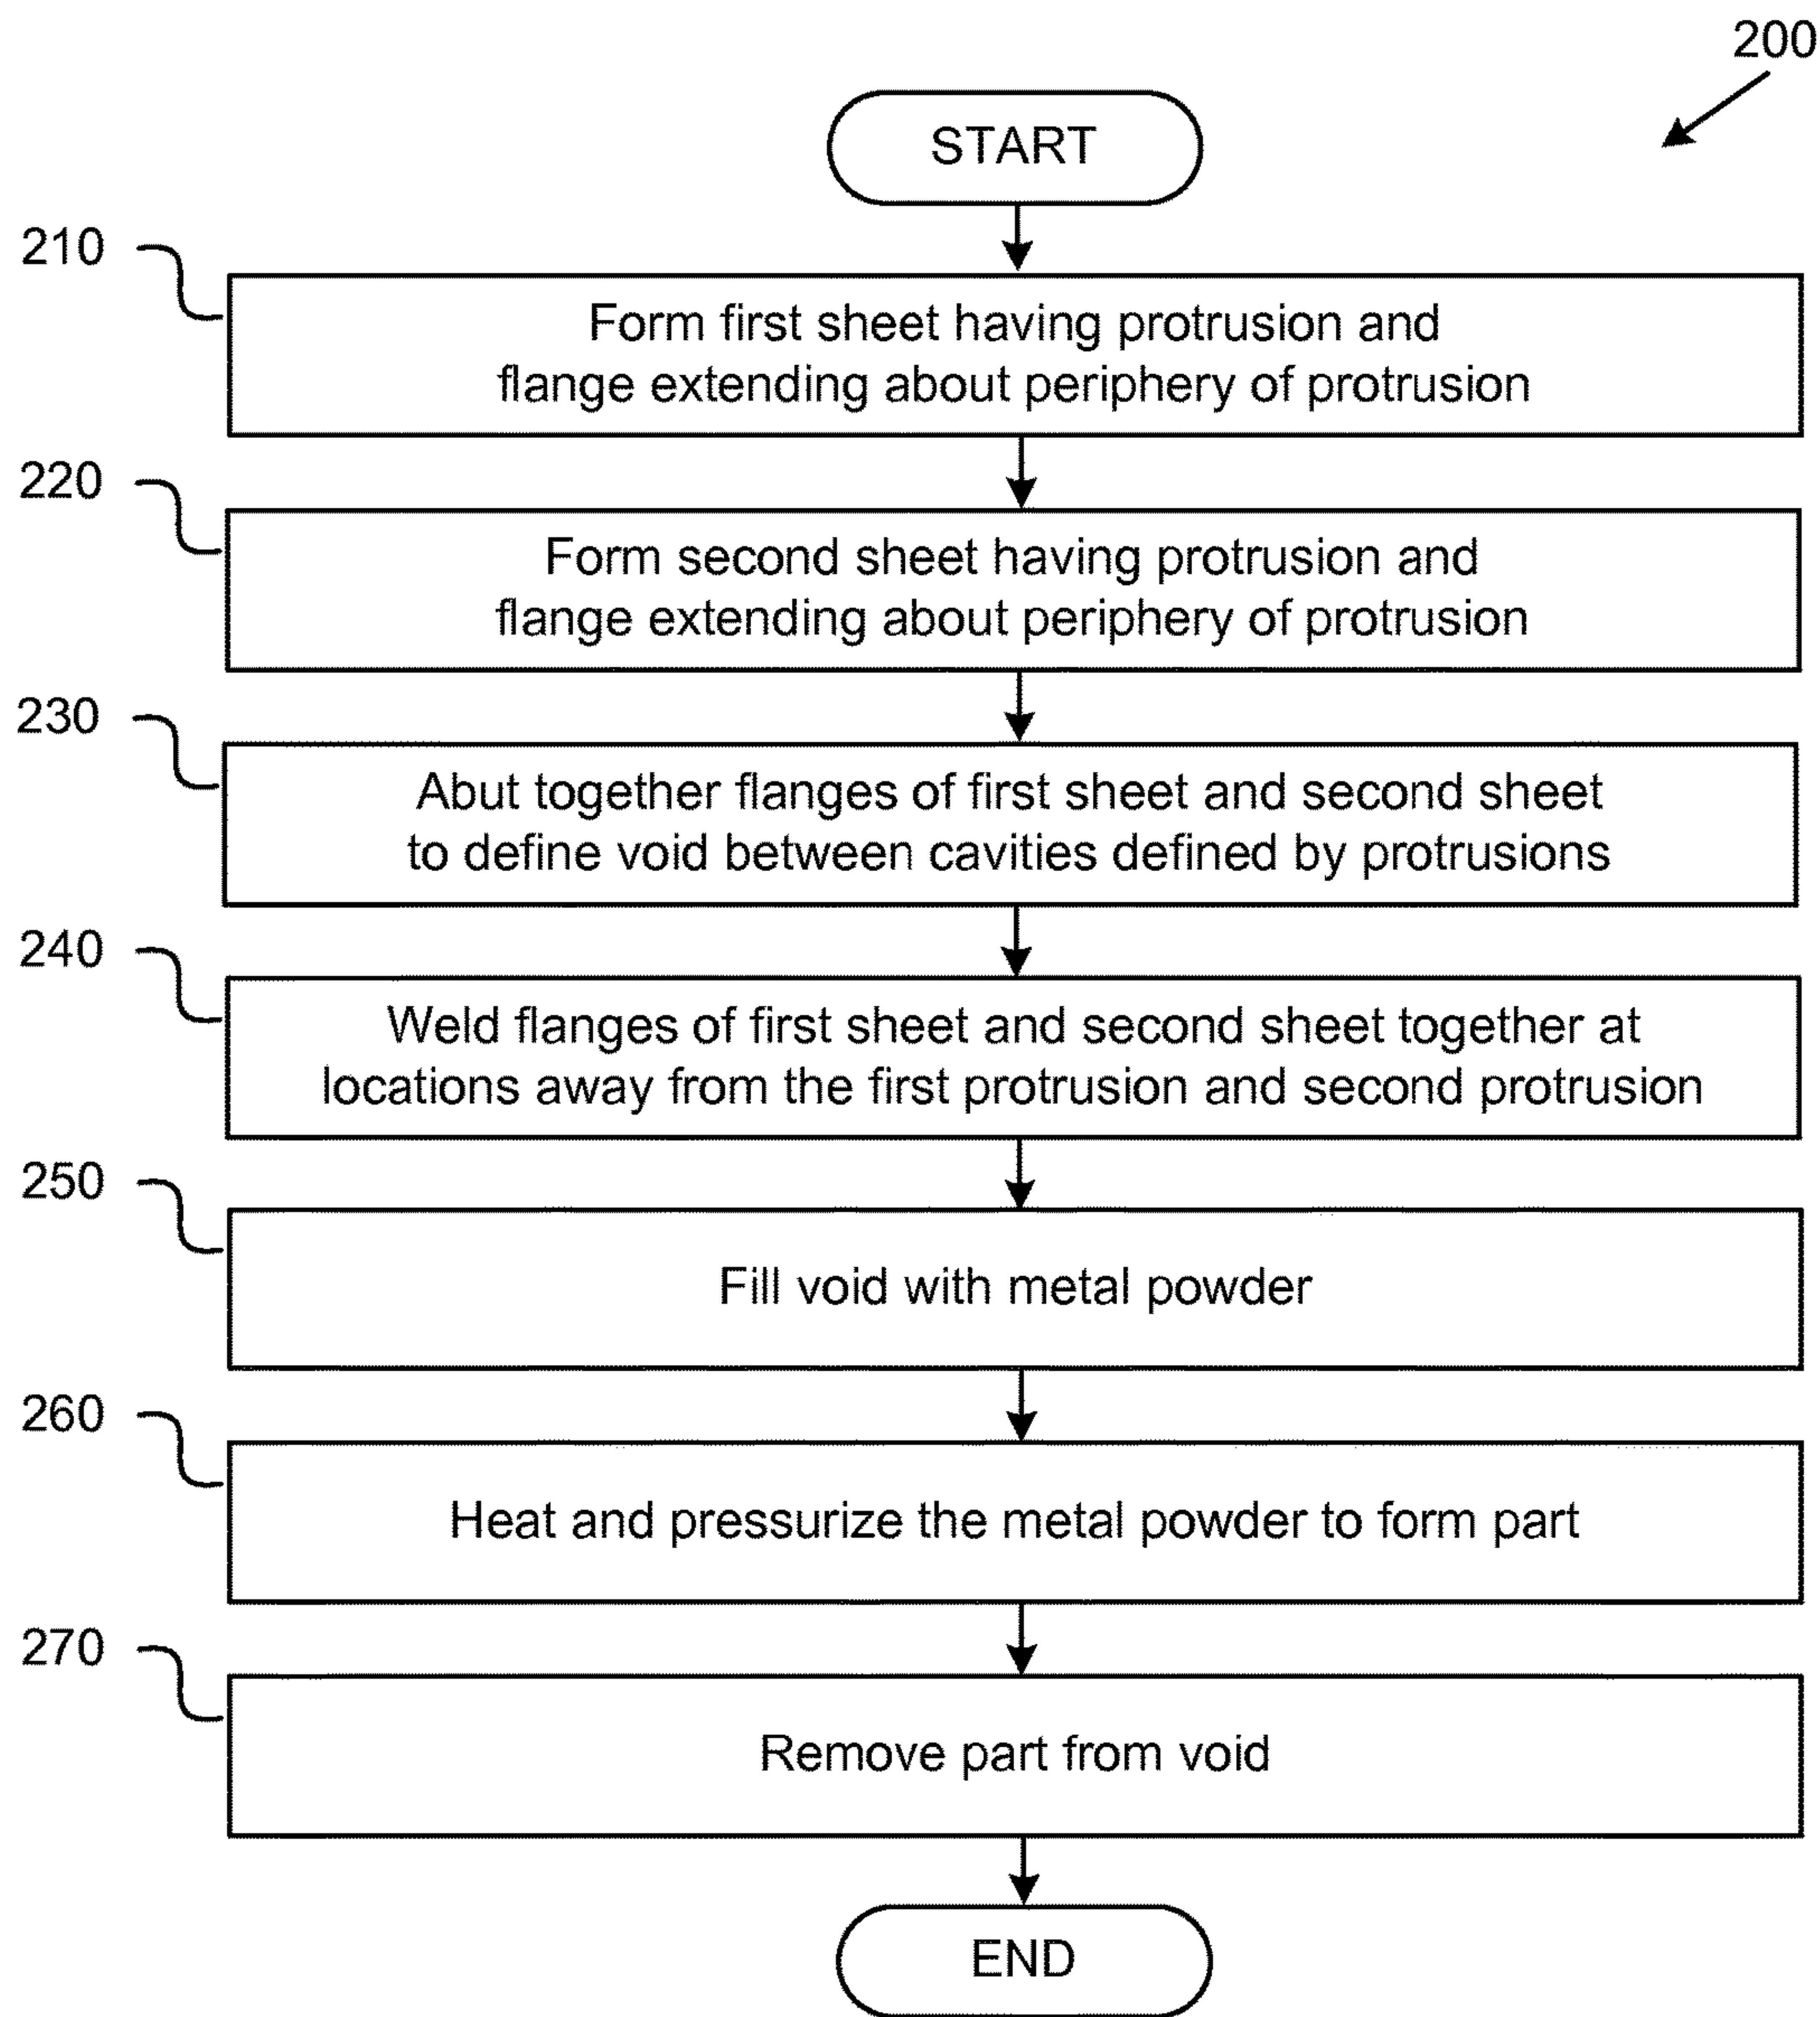 200
START
210
Form first sheet having protrusion and
flange extending about periphery of protrusion
220
Form second sheet having protrusion and
flange extending about periphery of protrusion
230
Abut together flanges of first sheet and second sheet
to define void between cavities defined by protrusions
240
Weld flanges of first sheet and second sheet together at
locations away from the first protrusion and second protrusion
250
Fill void with metal powder
260
Heat and pressurize the metal powder to form part
270
Remove part from void
END